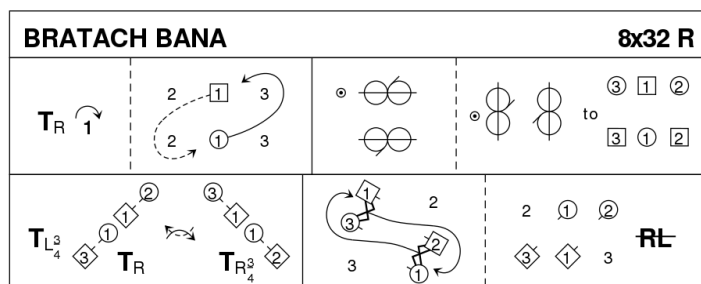 BRATACH BANA 8x32 R
2 1 3 3 1 2
TR 1 to
2 1 3 3 1 2
2 3 1
1 1 2 2 1 2
TL3/4 1 1 3
3 TR TR3/4 2 2 3 1 RL
3 1 3 1